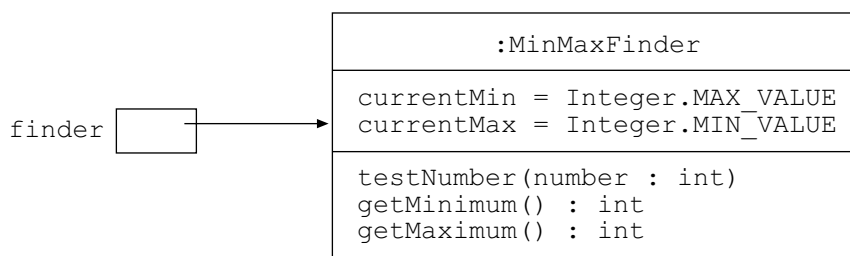 :MinMaxFinder
currentMin = Integer.MAX_VALUE
currentMax = Integer.MIN_VALUE
finder
testNumber(number : int)
getMinimum() : int
getMaximum() : int